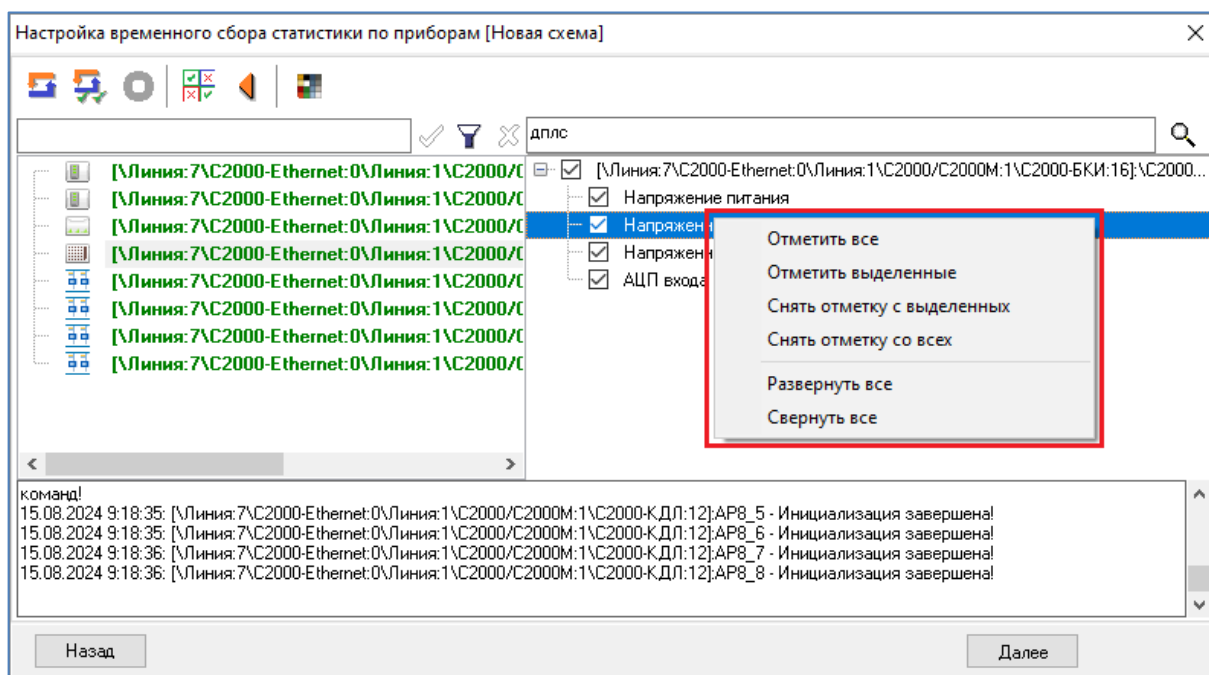 Настройка временного сбора статистики по приборам [Новая схема]
дплс
[\Линия:7\С2000-Ethernet:0\Линия:1\С2000/С
[\Линия:7\С2000-Ethernet:0\Линия:1\С2000/С
[\Линия:7\С2000-Ethernet:0\Линия:1\С2000/С
[\Линия:7\С2000-Ethernet:0\Линия:1\С2000/С
[\Линия:7\С2000-Ethernet:0\Линия:1\С2000/С
[\Линия:7\С2000-Ethernet:0\Линия:1\С2000/С
[\Линия:7\С2000-Ethernet:0\Линия:1\С2000/С
[\Линия:7\С2000-Ethernet:0\Линия:1\С2000/С
[\Линия:7\С2000-Ethernet:0\Линия:1\С2000/С2000М:1\С2000-БКИ:16]:\С2000...
Напряжение питания
Напряжен
Напряжен
АЦП входа
Отметить все
Отметить выделенные
Снять отметку с выделенных
Снять отметку со всех
Развернуть все
Свернуть все
команд!
15.08.2024 9:18:35: [\Линия:7\С2000-Ethernet:0\Линия:1\С2000/С2000М:1\С2000-КДЛ:12]:АР8_5 - Инициализация завершена!
15.08.2024 9:18:35: [\Линия:7\С2000-Ethernet:0\Линия:1\С2000/С2000М:1\С2000-КДЛ:12]:АР8_6 - Инициализация завершена!
15.08.2024 9:18:36: [\Линия:7\С2000-Ethernet:0\Линия:1\С2000/С2000М:1\С2000-КДЛ:12]:АР8_7 - Инициализация завершена!
15.08.2024 9:18:36: [\Линия:7\С2000-Ethernet:0\Линия:1\С2000/С2000М:1\С2000-КДЛ:12]:АР8_8 - Инициализация завершена!
Назад
Далее